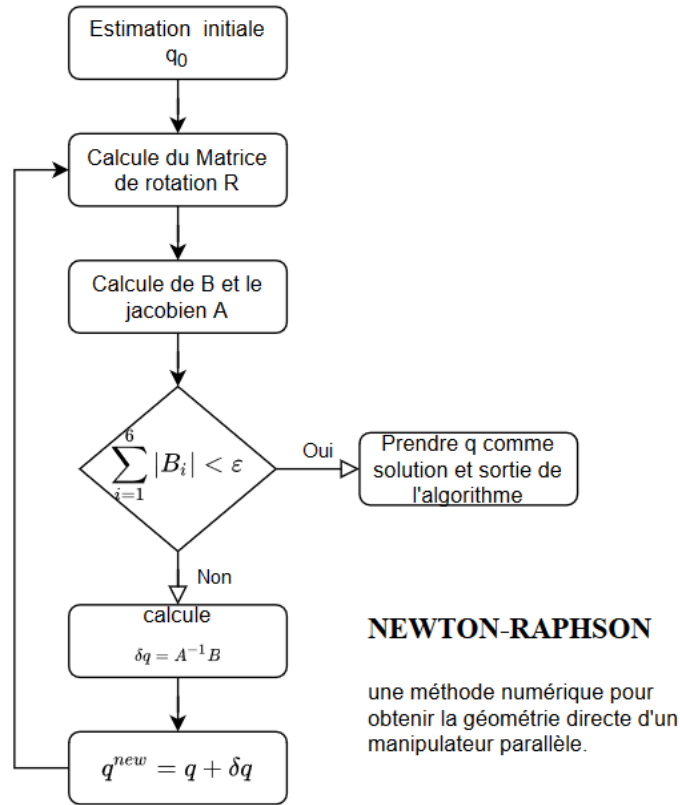 Estimation initiale
q₀
Calcule du Matrice
de rotation R
Calcule de B et le
jacobien A
∑_{i=1}^{6} |B_i| < ε
Oui
Prendre q comme
solution et sortie de
l'algorithme
Non
calcule
δq = A⁻¹B
q^{new} = q + δq
NEWTON-RAPHSON
une méthode numérique pour
obtenir la géométrie directe d'un
manipulateur parallèle.